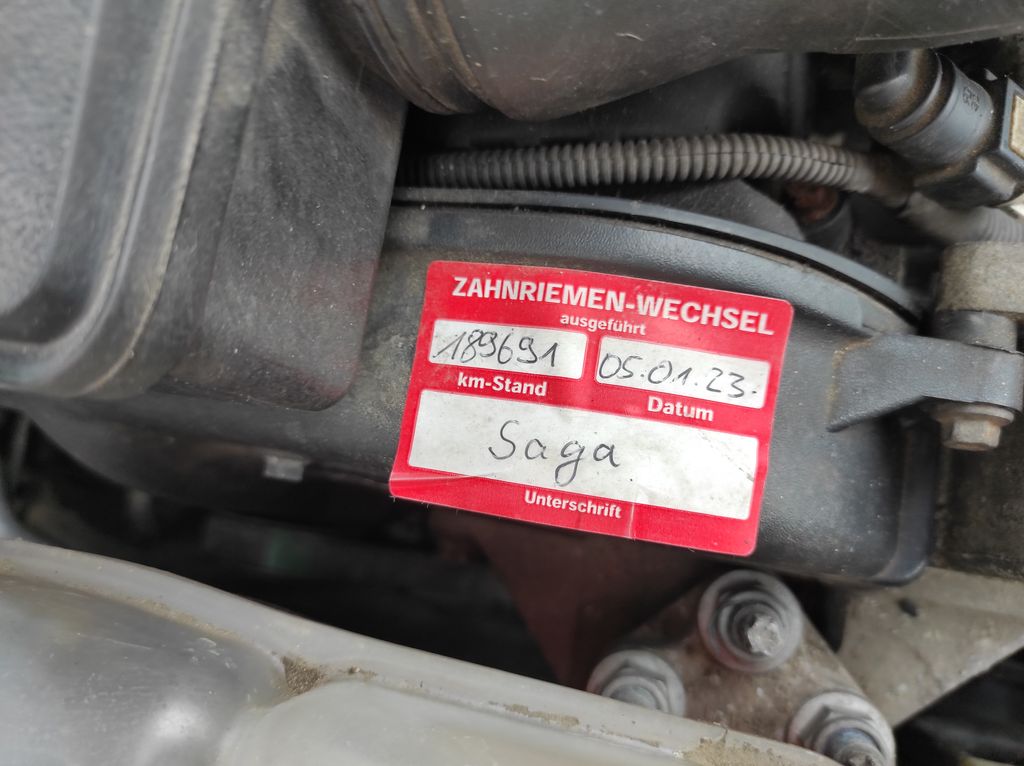 ZAHNRIEMEN-WECHSEL
ausgeführt
189691 05.01.23.
km-Stand Datum
Saga
Unterschrift